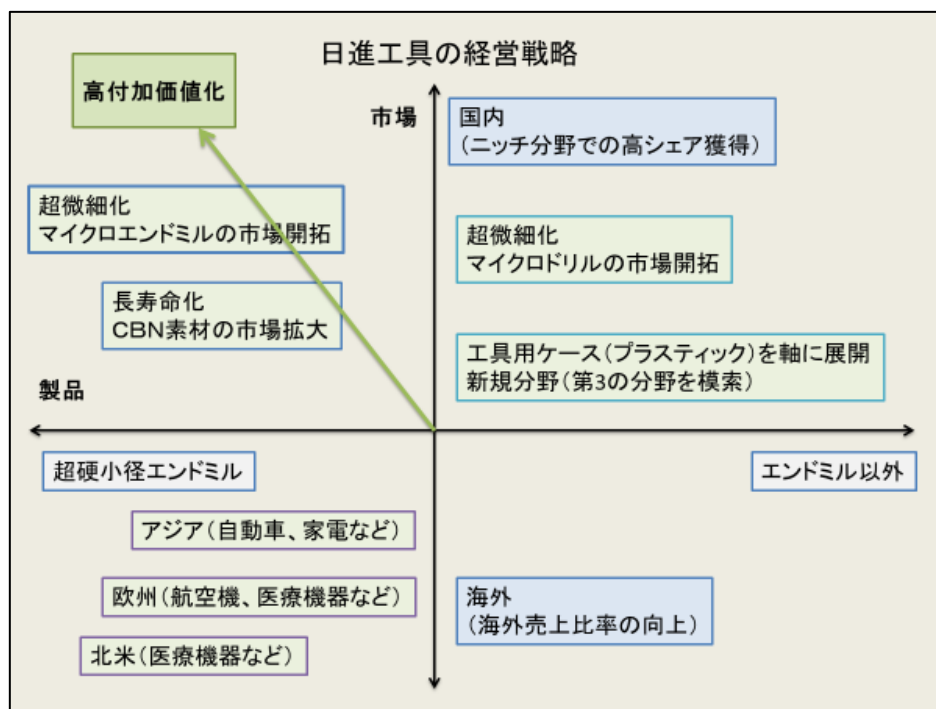 日進工具の経営戦略
高付加価値化
市場
国内
(ニッチ分野での高シェア獲得)
超微細化
マイクロエンドミルの市場開拓
超微細化
マイクロドリルの市場開拓
長寿命化
CBN素材の市場拡大
工具用ケース(プラスティック)を軸に展開
新規分野(第3の分野を模索)
製品
超硬小径エンドミル
エンドミル以外
アジア(自動車、家電など)
欧州(航空機、医療機器など)
北米(医療機器など)
海外
(海外売上比率の向上)